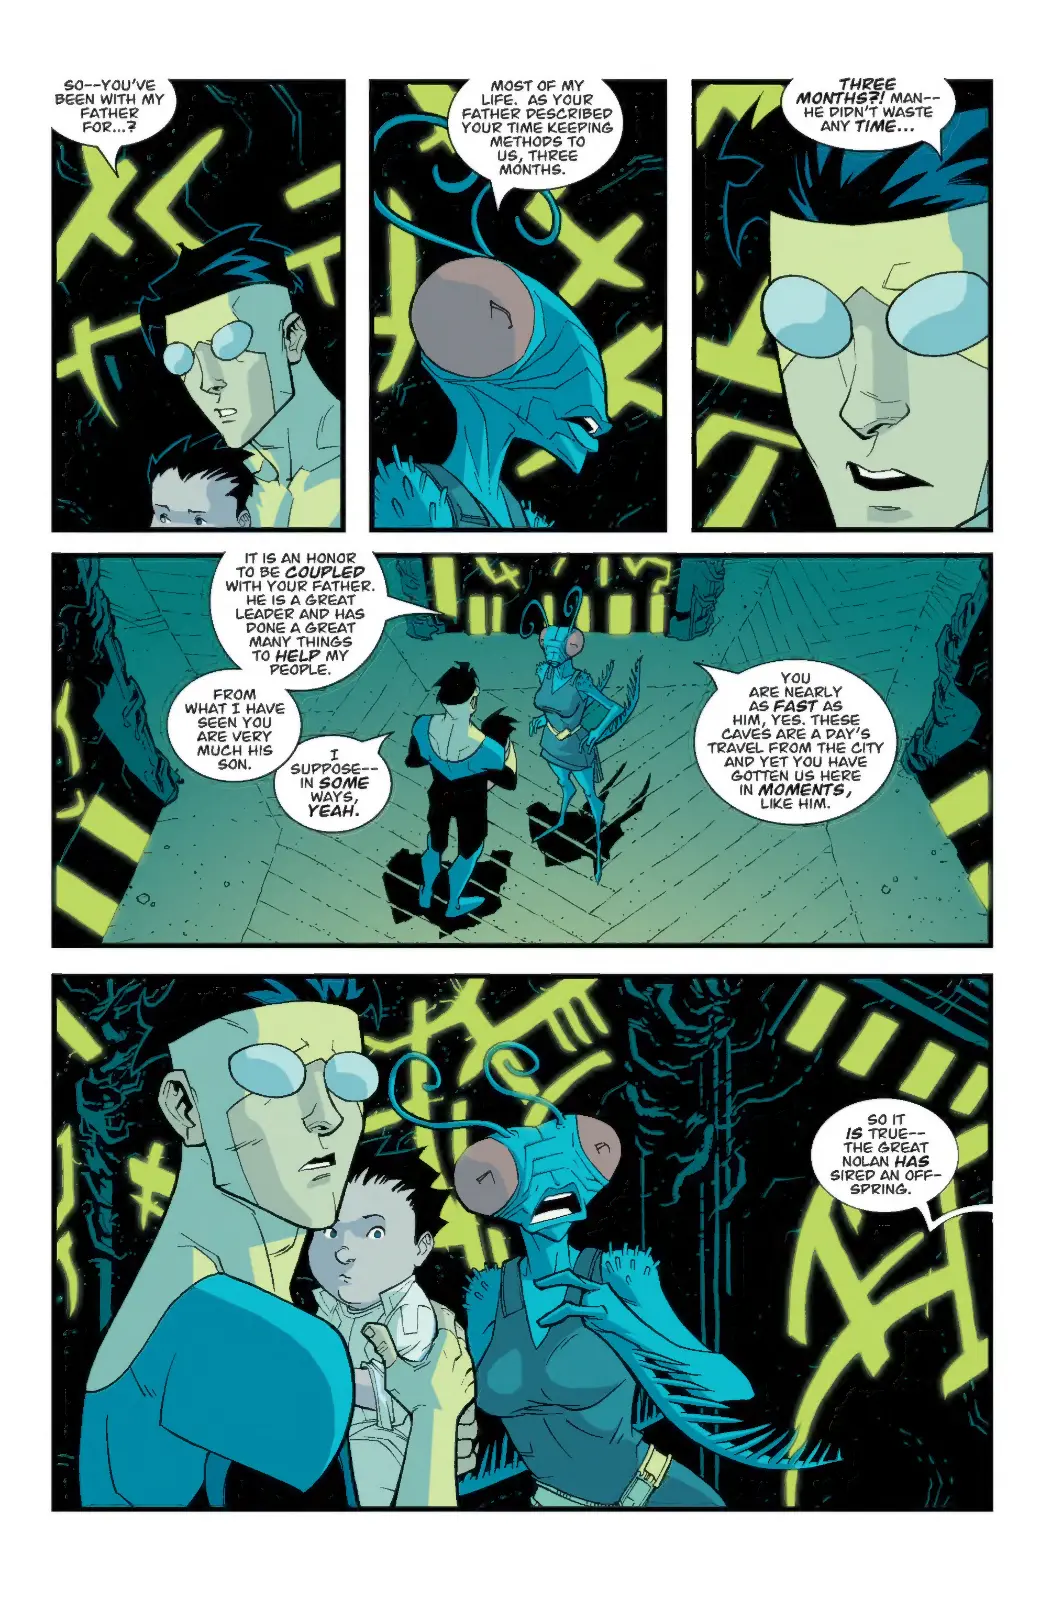 SO--YOU'VE
BEEN WITH MY
FATHER
FOR...?
MOST OF MY
LIFE. AS YOUR
FATHER DESCRIBED
YOUR TIME KEEPING
METHODS TO
US, THREE
MONTHS.
THREE
MONTHS?! MAN--
HE DIDN'T WASTE
ANY TIME...
IT IS AN HONOR
TO BE COUPLED
WITH YOUR FATHER.
HE IS A GREAT
LEADER AND HAS
DONE A GREAT
MANY THINGS
TO HELP MY
PEOPLE.
FROM
WHAT I HAVE
SEEN YOU
ARE VERY
MUCH HIS
SON.
I
SUPPOSE--
IN SOME
WAYS,
YEAH.
YOU
ARE NEARLY
AS FAST AS
HIM, YES. THESE
CAVES ARE A DAY'S
TRAVEL FROM THE CITY
AND YET YOU HAVE
GOTTEN US HERE
IN MOMENTS,
LIKE HIM.
SO IT
IS TRUE--
THE GREAT
NOLAN HAS
SIRED AN OFF-
SPRING.